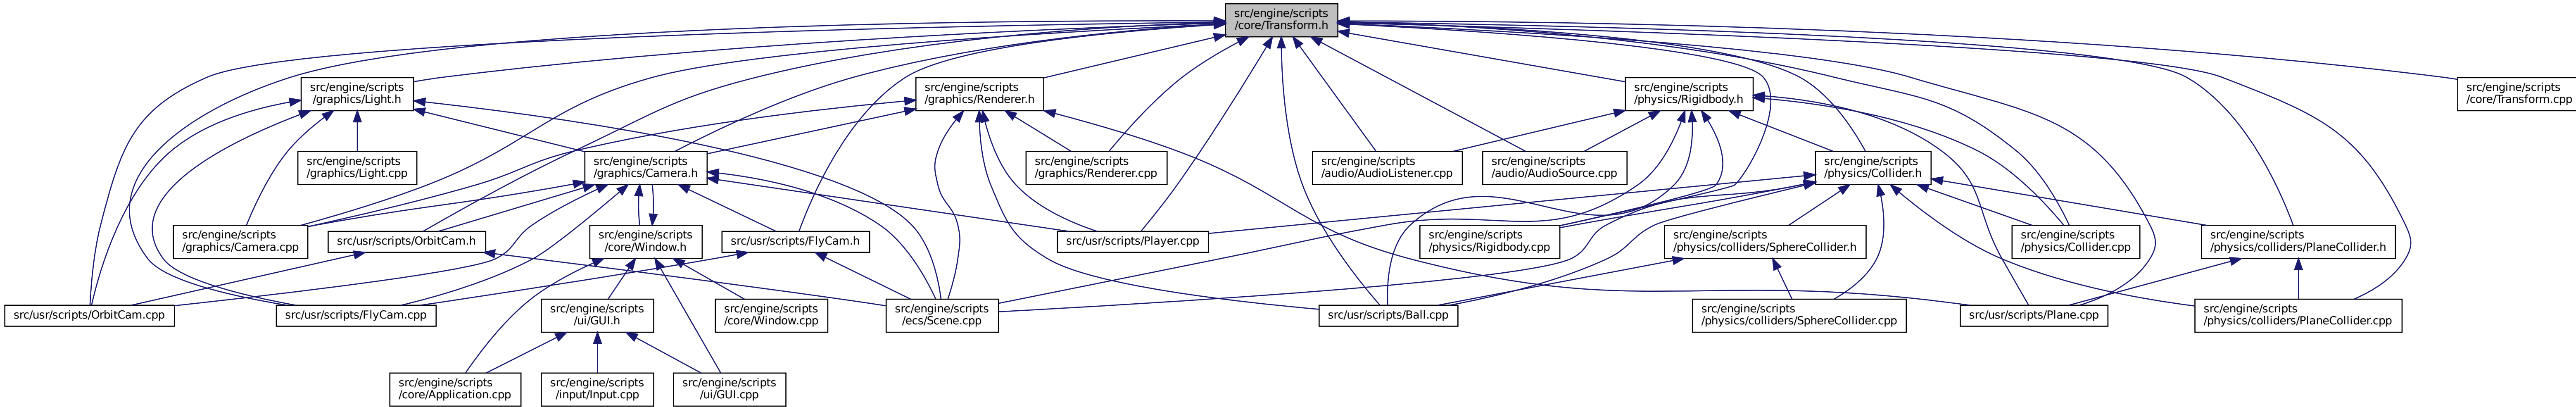 src/engine/scripts
/core/Transform.h
src/engine/scripts
/graphics/Light.h
src/engine/scripts
/graphics/Renderer.h
src/engine/scripts
/physics/Rigidbody.h
src/engine/scripts
/core/Transform.cpp
src/engine/scripts
/graphics/Light.cpp
src/engine/scripts
/graphics/Camera.h
src/engine/scripts
/graphics/Renderer.cpp
src/engine/scripts
/audio/AudioListener.cpp
src/engine/scripts
/audio/AudioSource.cpp
src/engine/scripts
/physics/Collider.h
src/engine/scripts
/graphics/Camera.cpp
src/usr/scripts/OrbitCam.h
src/engine/scripts
/core/Window.h
src/usr/scripts/FlyCam.h
src/usr/scripts/Player.cpp
src/engine/scripts
/physics/Rigidbody.cpp
src/engine/scripts
/physics/colliders/SphereCollider.h
src/engine/scripts
/physics/Collider.cpp
src/engine/scripts
/physics/colliders/PlaneCollider.h
src/usr/scripts/OrbitCam.cpp
src/usr/scripts/FlyCam.cpp
src/engine/scripts
/ui/GUI.h
src/engine/scripts
/core/Window.cpp
src/engine/scripts
/ecs/Scene.cpp
src/usr/scripts/Ball.cpp
src/engine/scripts
/physics/colliders/SphereCollider.cpp
src/usr/scripts/Plane.cpp
src/engine/scripts
/physics/colliders/PlaneCollider.cpp
src/engine/scripts
/core/Application.cpp
src/engine/scripts
/input/Input.cpp
src/engine/scripts
/ui/GUI.cpp